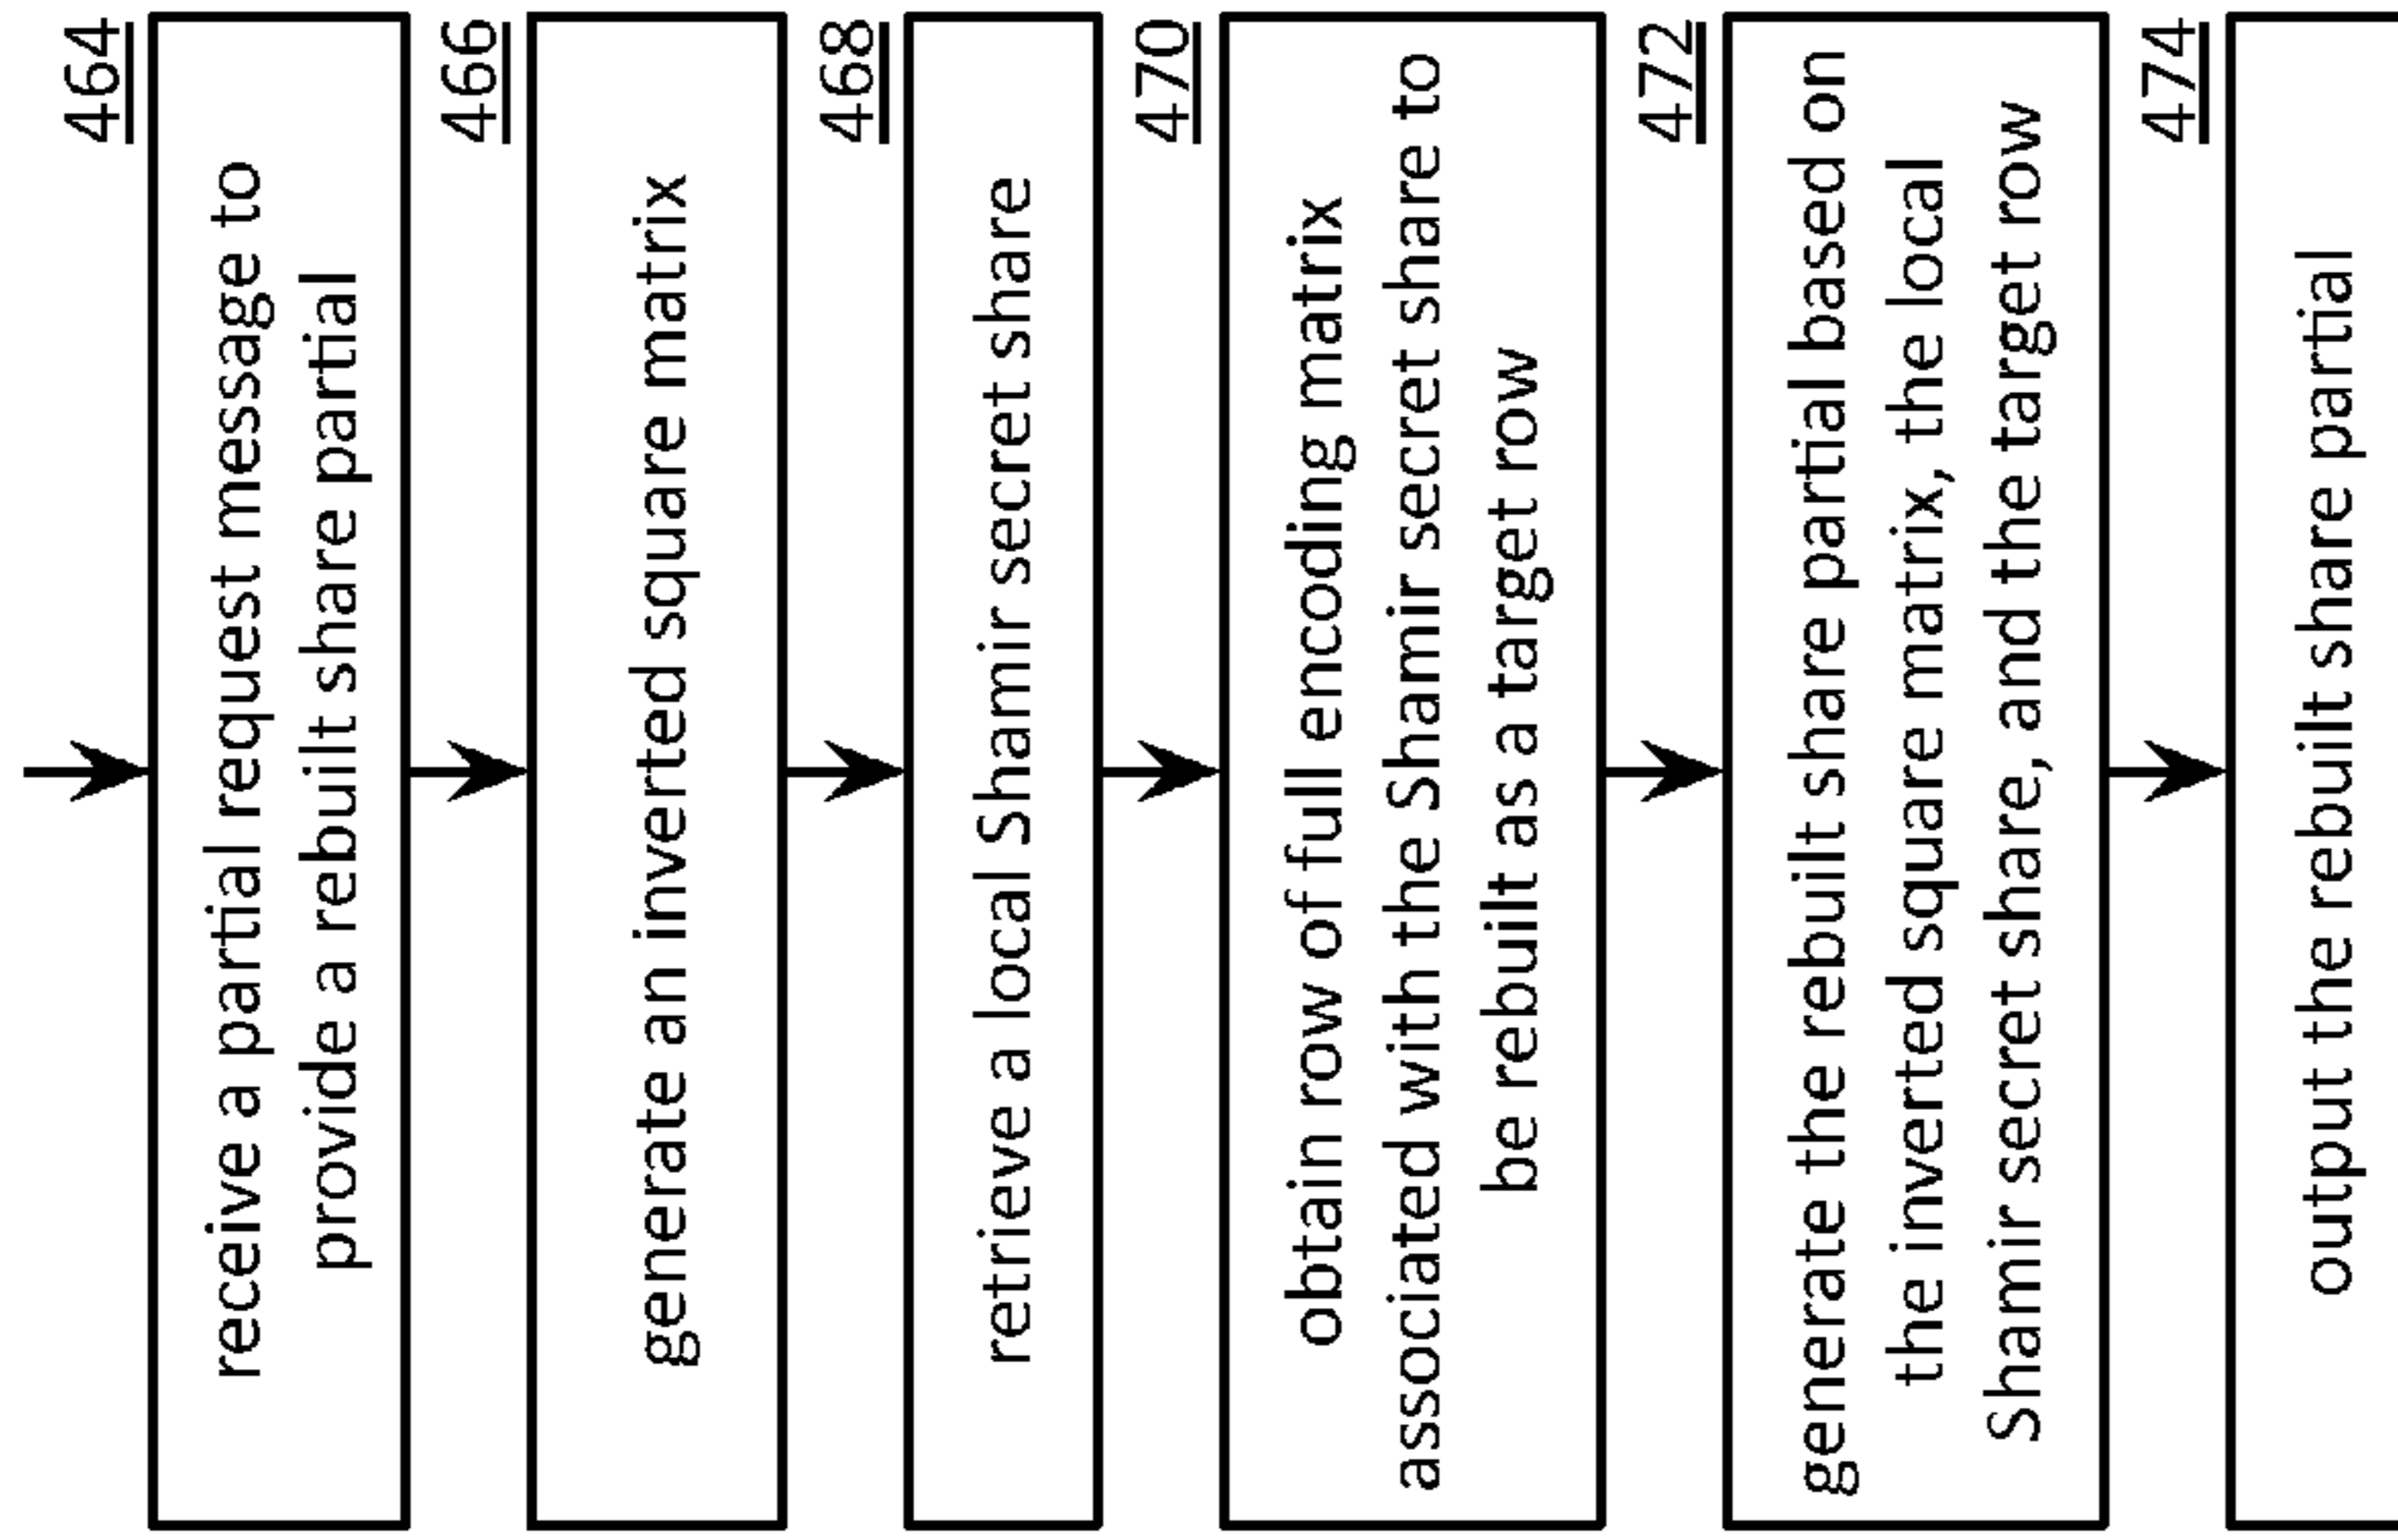 464
receive a partial request message to
provide a rebuilt share partial
466
generate an inverted square matrix
468
retrieve a local Shamir secret share
470
obtain row of full encoding matrix
associated with the Shamir secret share to
be rebuilt as a target row
472
generate the rebuilt share partial based on
the inverted square matrix, the local
Shamir secret share, and the target row
474
output the rebuilt share partial